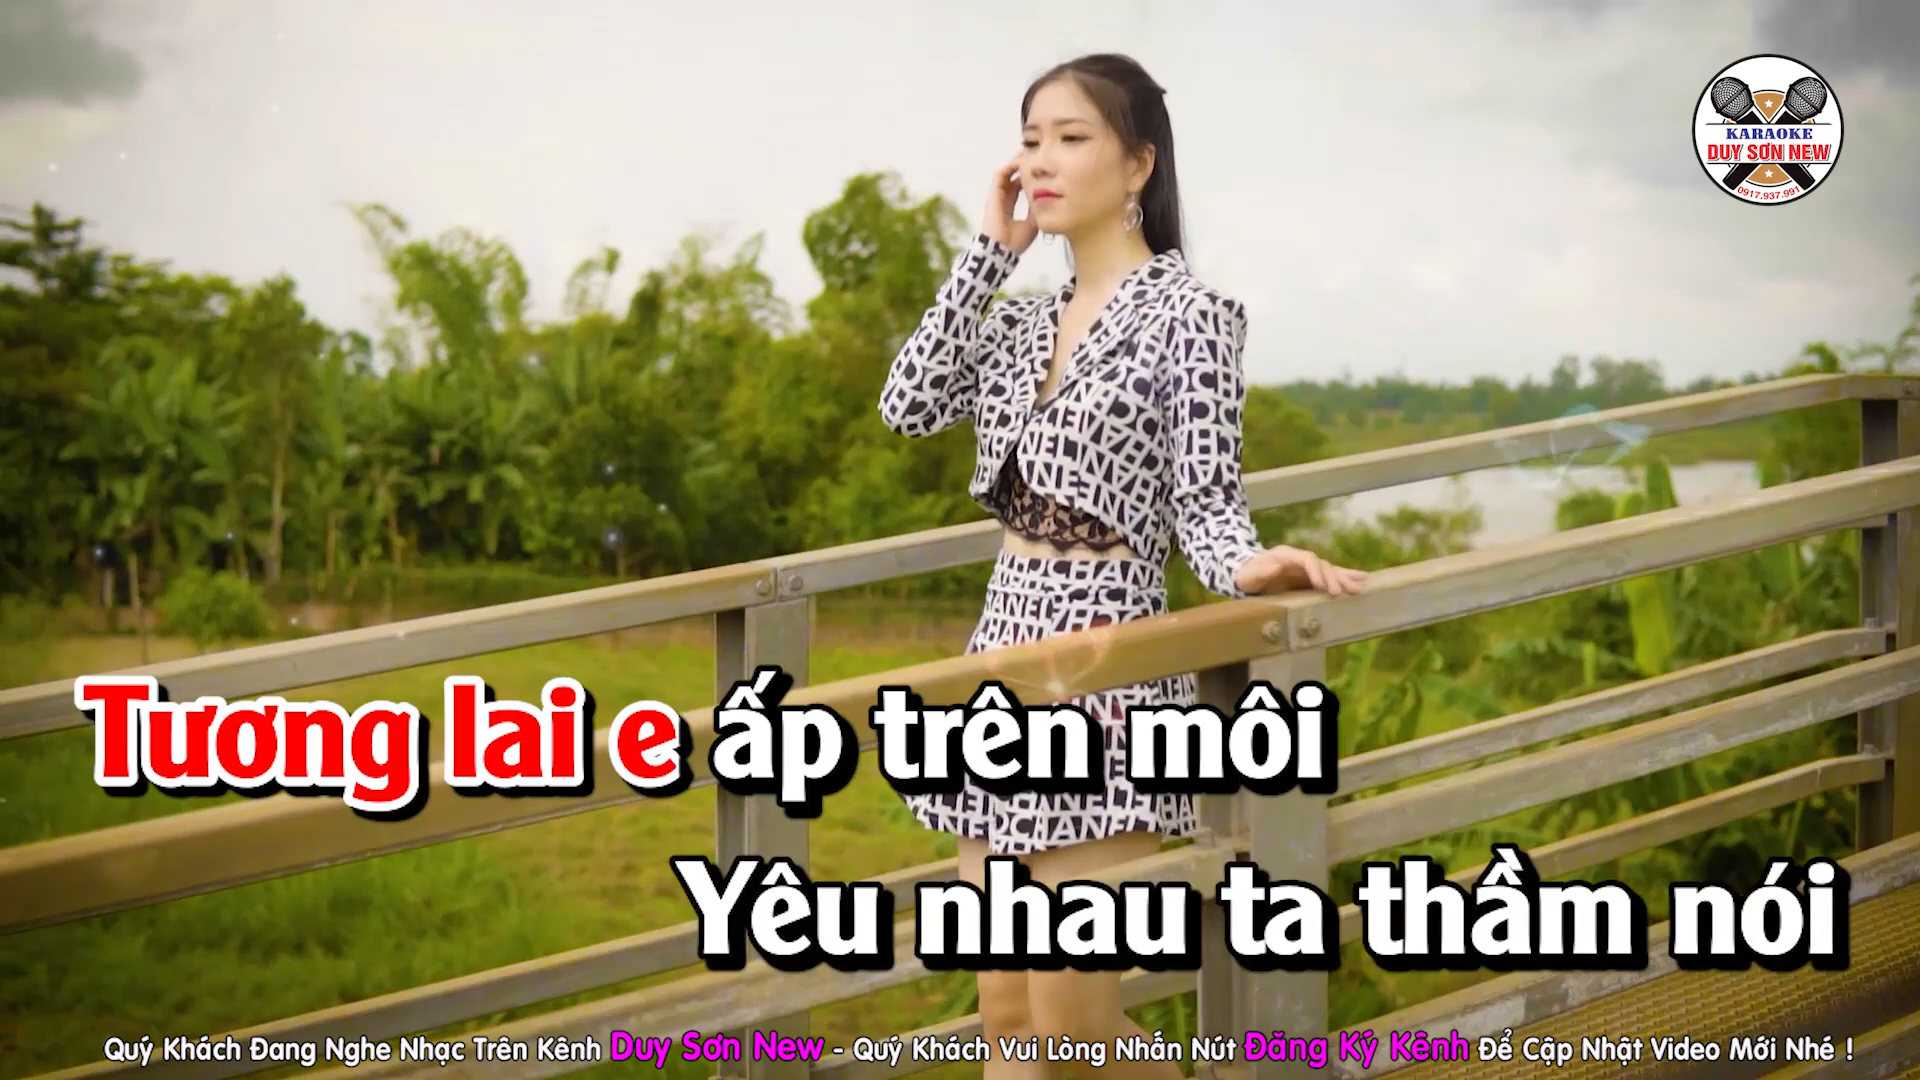 KARAOKE
DUY SƠN NEW
0917.937.991
Tương lai e ấp trên môi
Yêu nhau ta thầm nói
Quý Khách Đang Nghe Nhạc Trên Kênh Duy Sơn New - Quý Khách Vui Lòng Nhấn Nút Đăng Ký Kênh Để Cập Nhật Video Mới Nhé !